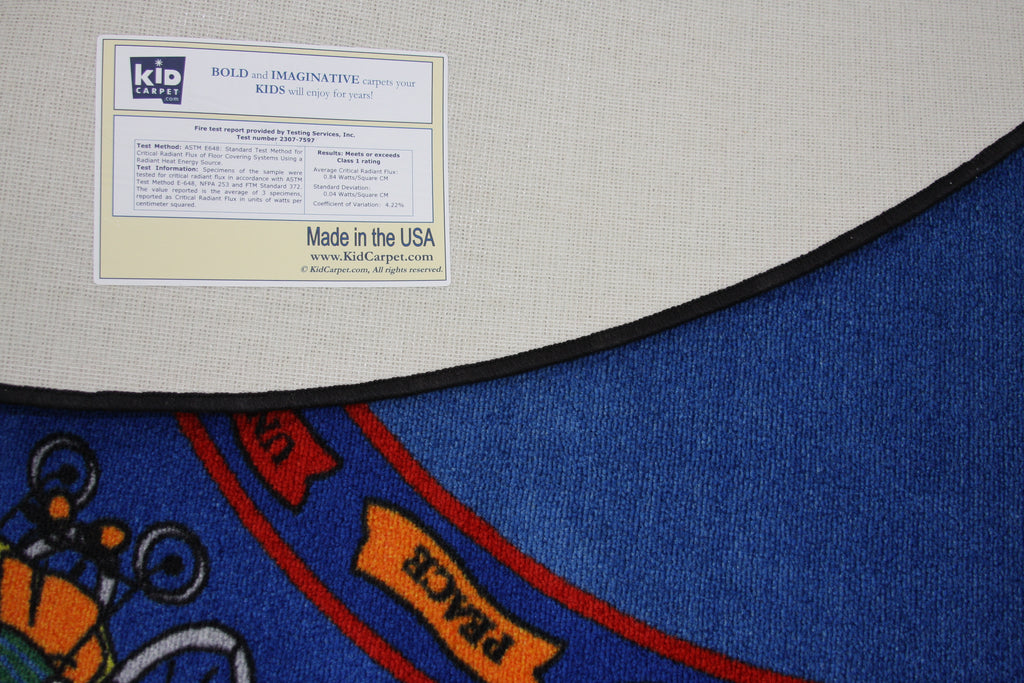 KiD
CARPET
.com
BOLD and IMAGINATIVE carpets your
KIDS will enjoy for years!
Fire test report provided by Testing Services, Inc.
Test number 2307-7597
Test Method: ASTM E648: Standard Test Method for
Critical Radiant Flux of Floor Covering Systems Using a
Radiant Heat Energy Source.
Test Information: Specimens of the sample were
tested for critical radiant flux in accordance with ASTM
Test Method E-648, NFPA 253 and FTM Standard 372.
The value reported is the average of 3 specimens,
reported as Critical Radiant Flux in units of watts per
centimeter squared.
Results: Meets or exceeds
Class 1 rating
Average Critical Radiant Flux:
0.84 Watts/Square CM
Standard Deviation:
0.04 Watts/Square CM
Coefficient of Variation: 4.22%
Made in the USA
www.KidCarpet.com
© KidCarpet.com, All rights reserved.
UN
PEACE